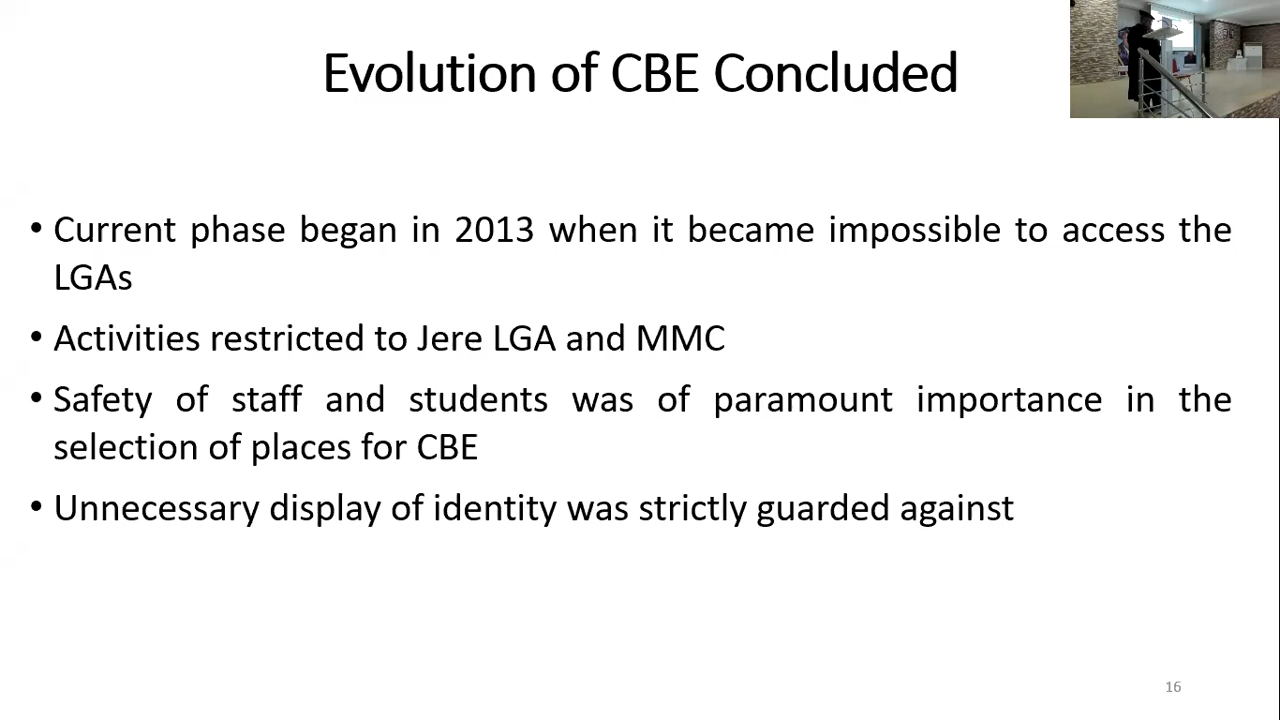 Evolution of CBE Concluded
• Current phase began in 2013 when it became impossible to access the
LGAs
• Activities restricted to Jere LGA and MMC
• Safety of staff and students was of paramount importance in the
selection of places for CBE
• Unnecessary display of identity was strictly guarded against
16